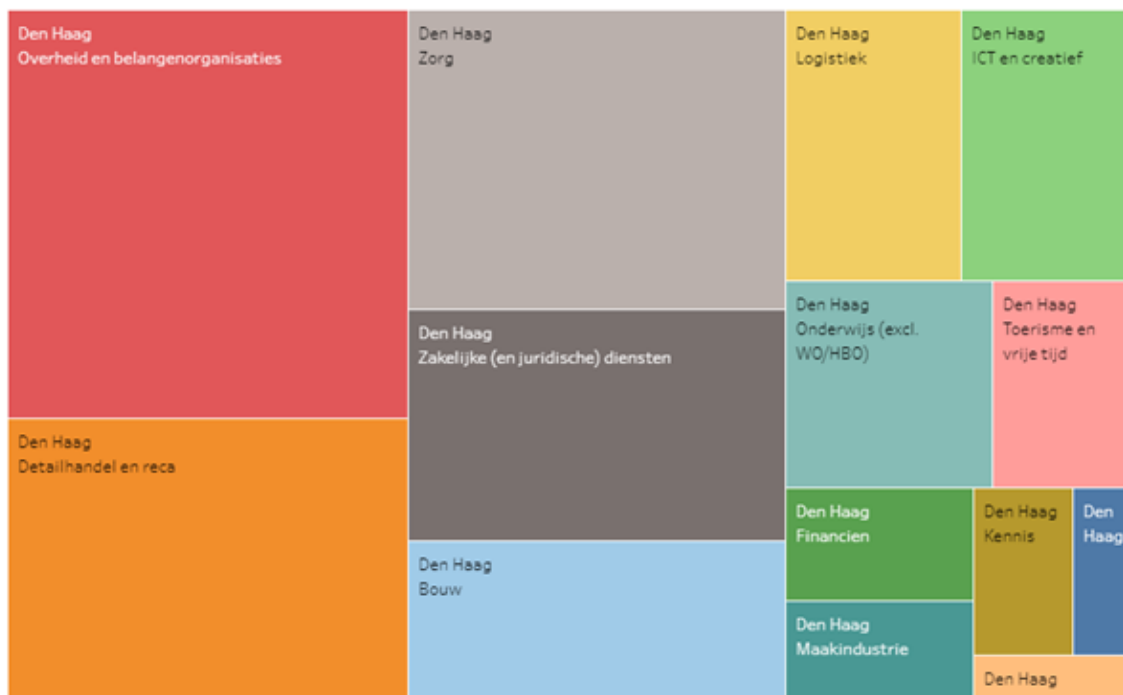 Den Haag
Overheid en belangenorganisaties
Den Haag
Detailhandel en reca
Den Haag
Zorg
Den Haag
Zakelijke (en juridische) diensten
Den Haag
Bouw
Den Haag
Logistiek
Den Haag
ICT en creatief
Den Haag
Onderwijs (excl.
WO/HBO)
Den Haag
Toerisme en
vrije tijd
Den Haag
Financien
Den Haag
Maakindustrie
Den Haag
Kennis
Den
Haag
Den Haag